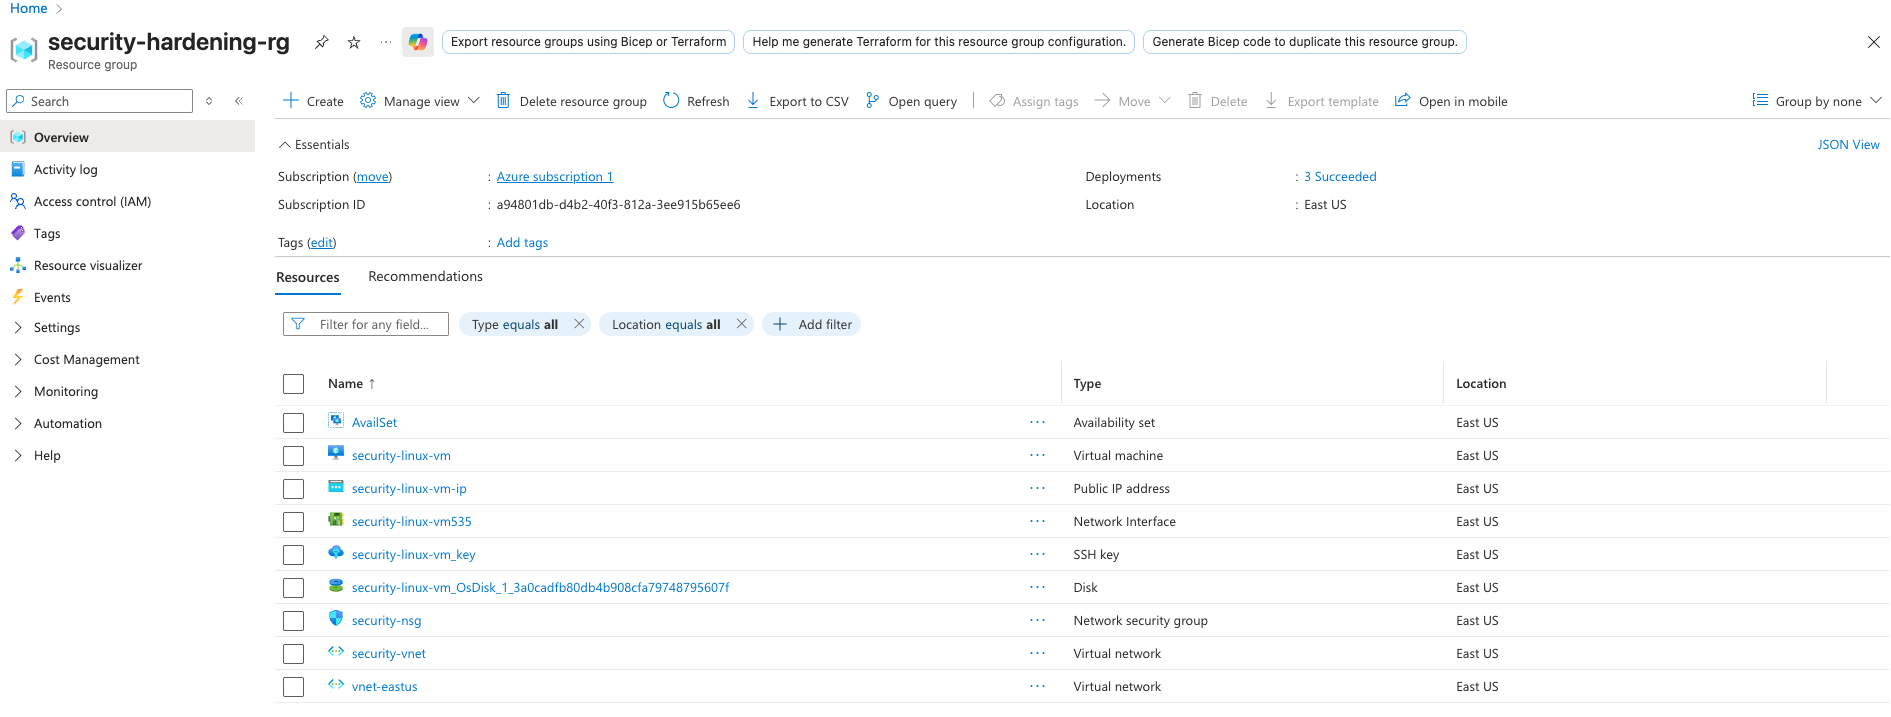 Home
security-hardening-rg
Export resource groups using Bicep or Terraform
Help me generate Terraform for this resource group configuration.
Generate Bicep code to duplicate this resource group.
Resource group
Search
Create
Manage view
Delete resource group
Refresh
Export to CSV
Open query
Assign tags
Move
Delete
Export template
Open in mobile
Group by none
Overview
Activity log
Access control (IAM)
Tags
Resource visualizer
Events
Settings
Cost Management
Monitoring
Automation
Help
Essentials
JSON View
Subscription (move) : Azure subscription 1
Deployments : 3 Succeeded
Subscription ID : a94801db-d4b2-40f3-812a-3ee915b65ee6
Location : East US
Tags (edit) : Add tags
Resources Recommendations
Filter for any field...
Type equals all
Location equals all
Add filter
Name ↑ Type Location
AvailSet ... Availability set East US
security-linux-vm ... Virtual machine East US
security-linux-vm-ip ... Public IP address East US
security-linux-vm535 ... Network Interface East US
security-linux-vm_key ... SSH key East US
security-linux-vm_OsDisk_1_3a0cadfb80db4b908cfa79748795607f ... Disk East US
security-nsg ... Network security group East US
security-vnet ... Virtual network East US
vnet-eastus ... Virtual network East US